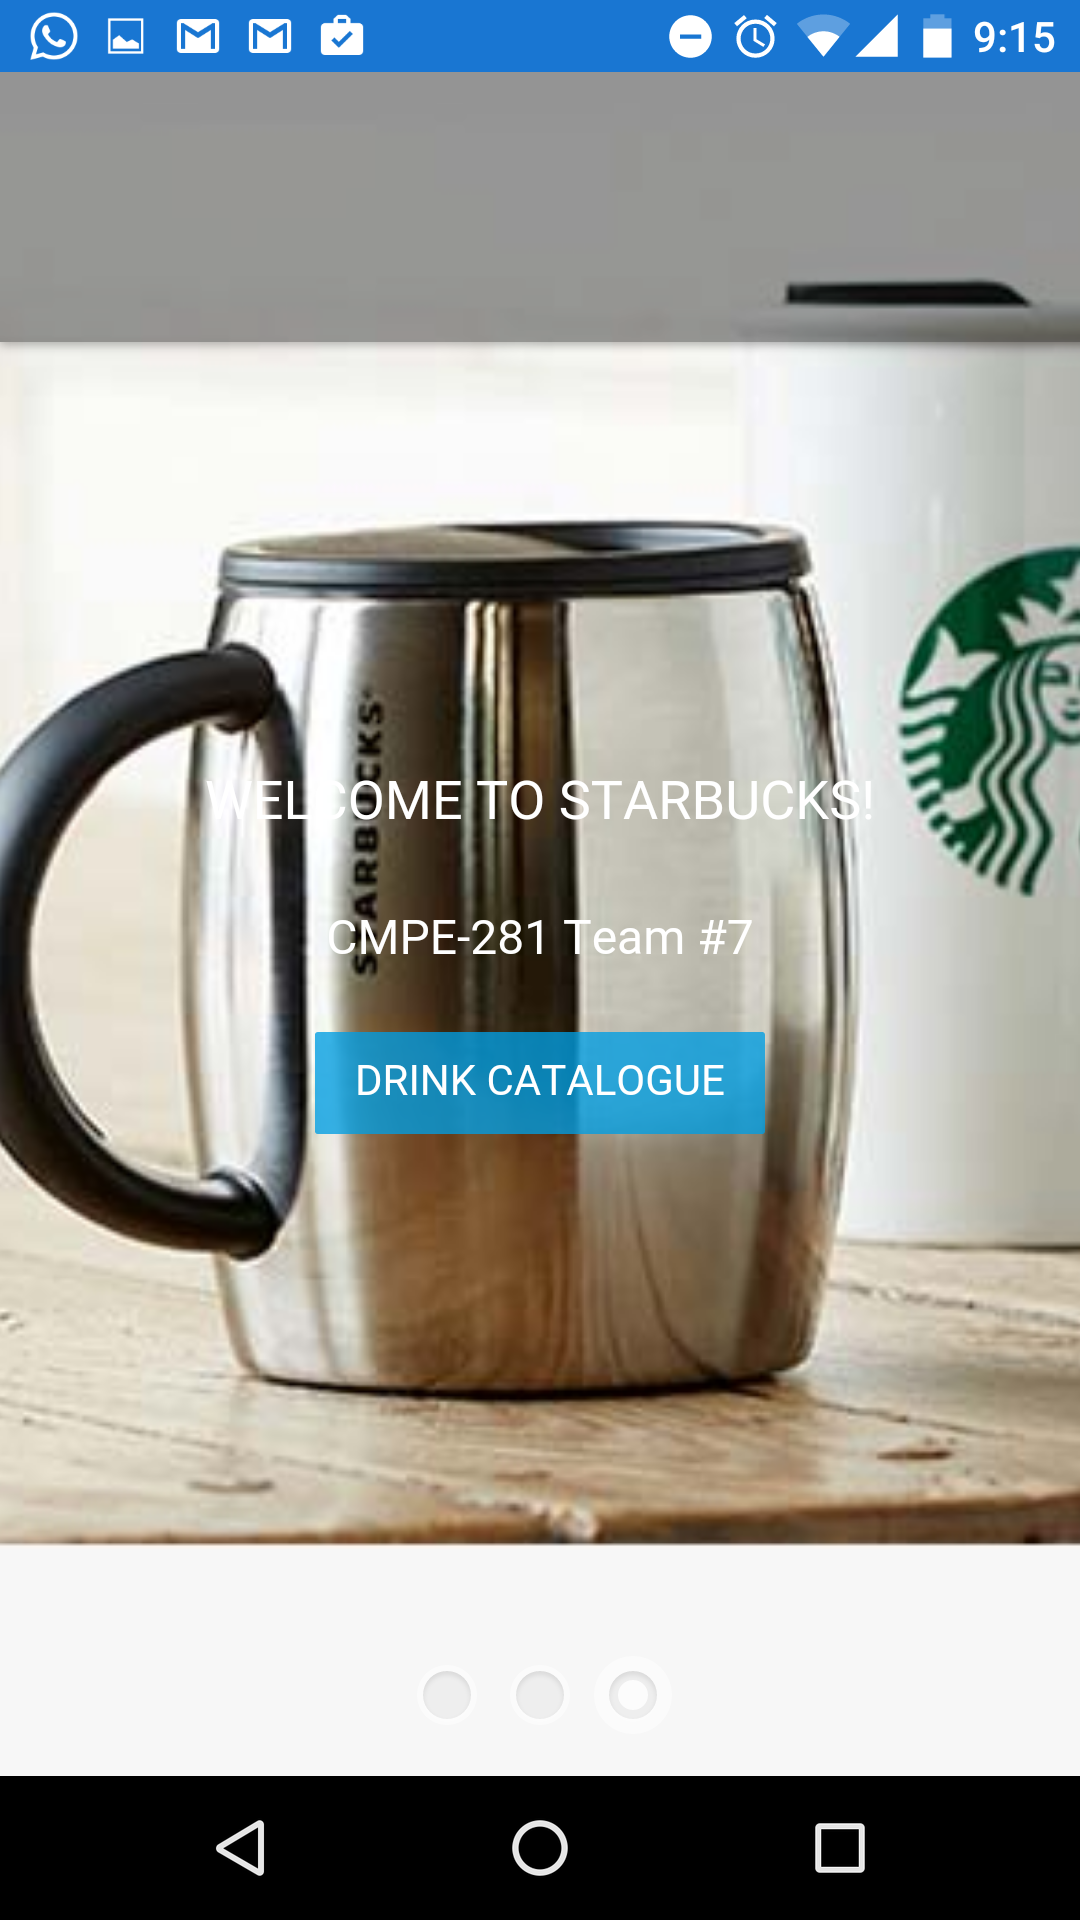 9:15
STARBUCKS
WELCOME TO STARBUCKS!
CMPE-281 Team #7
DRINK CATALOGUE